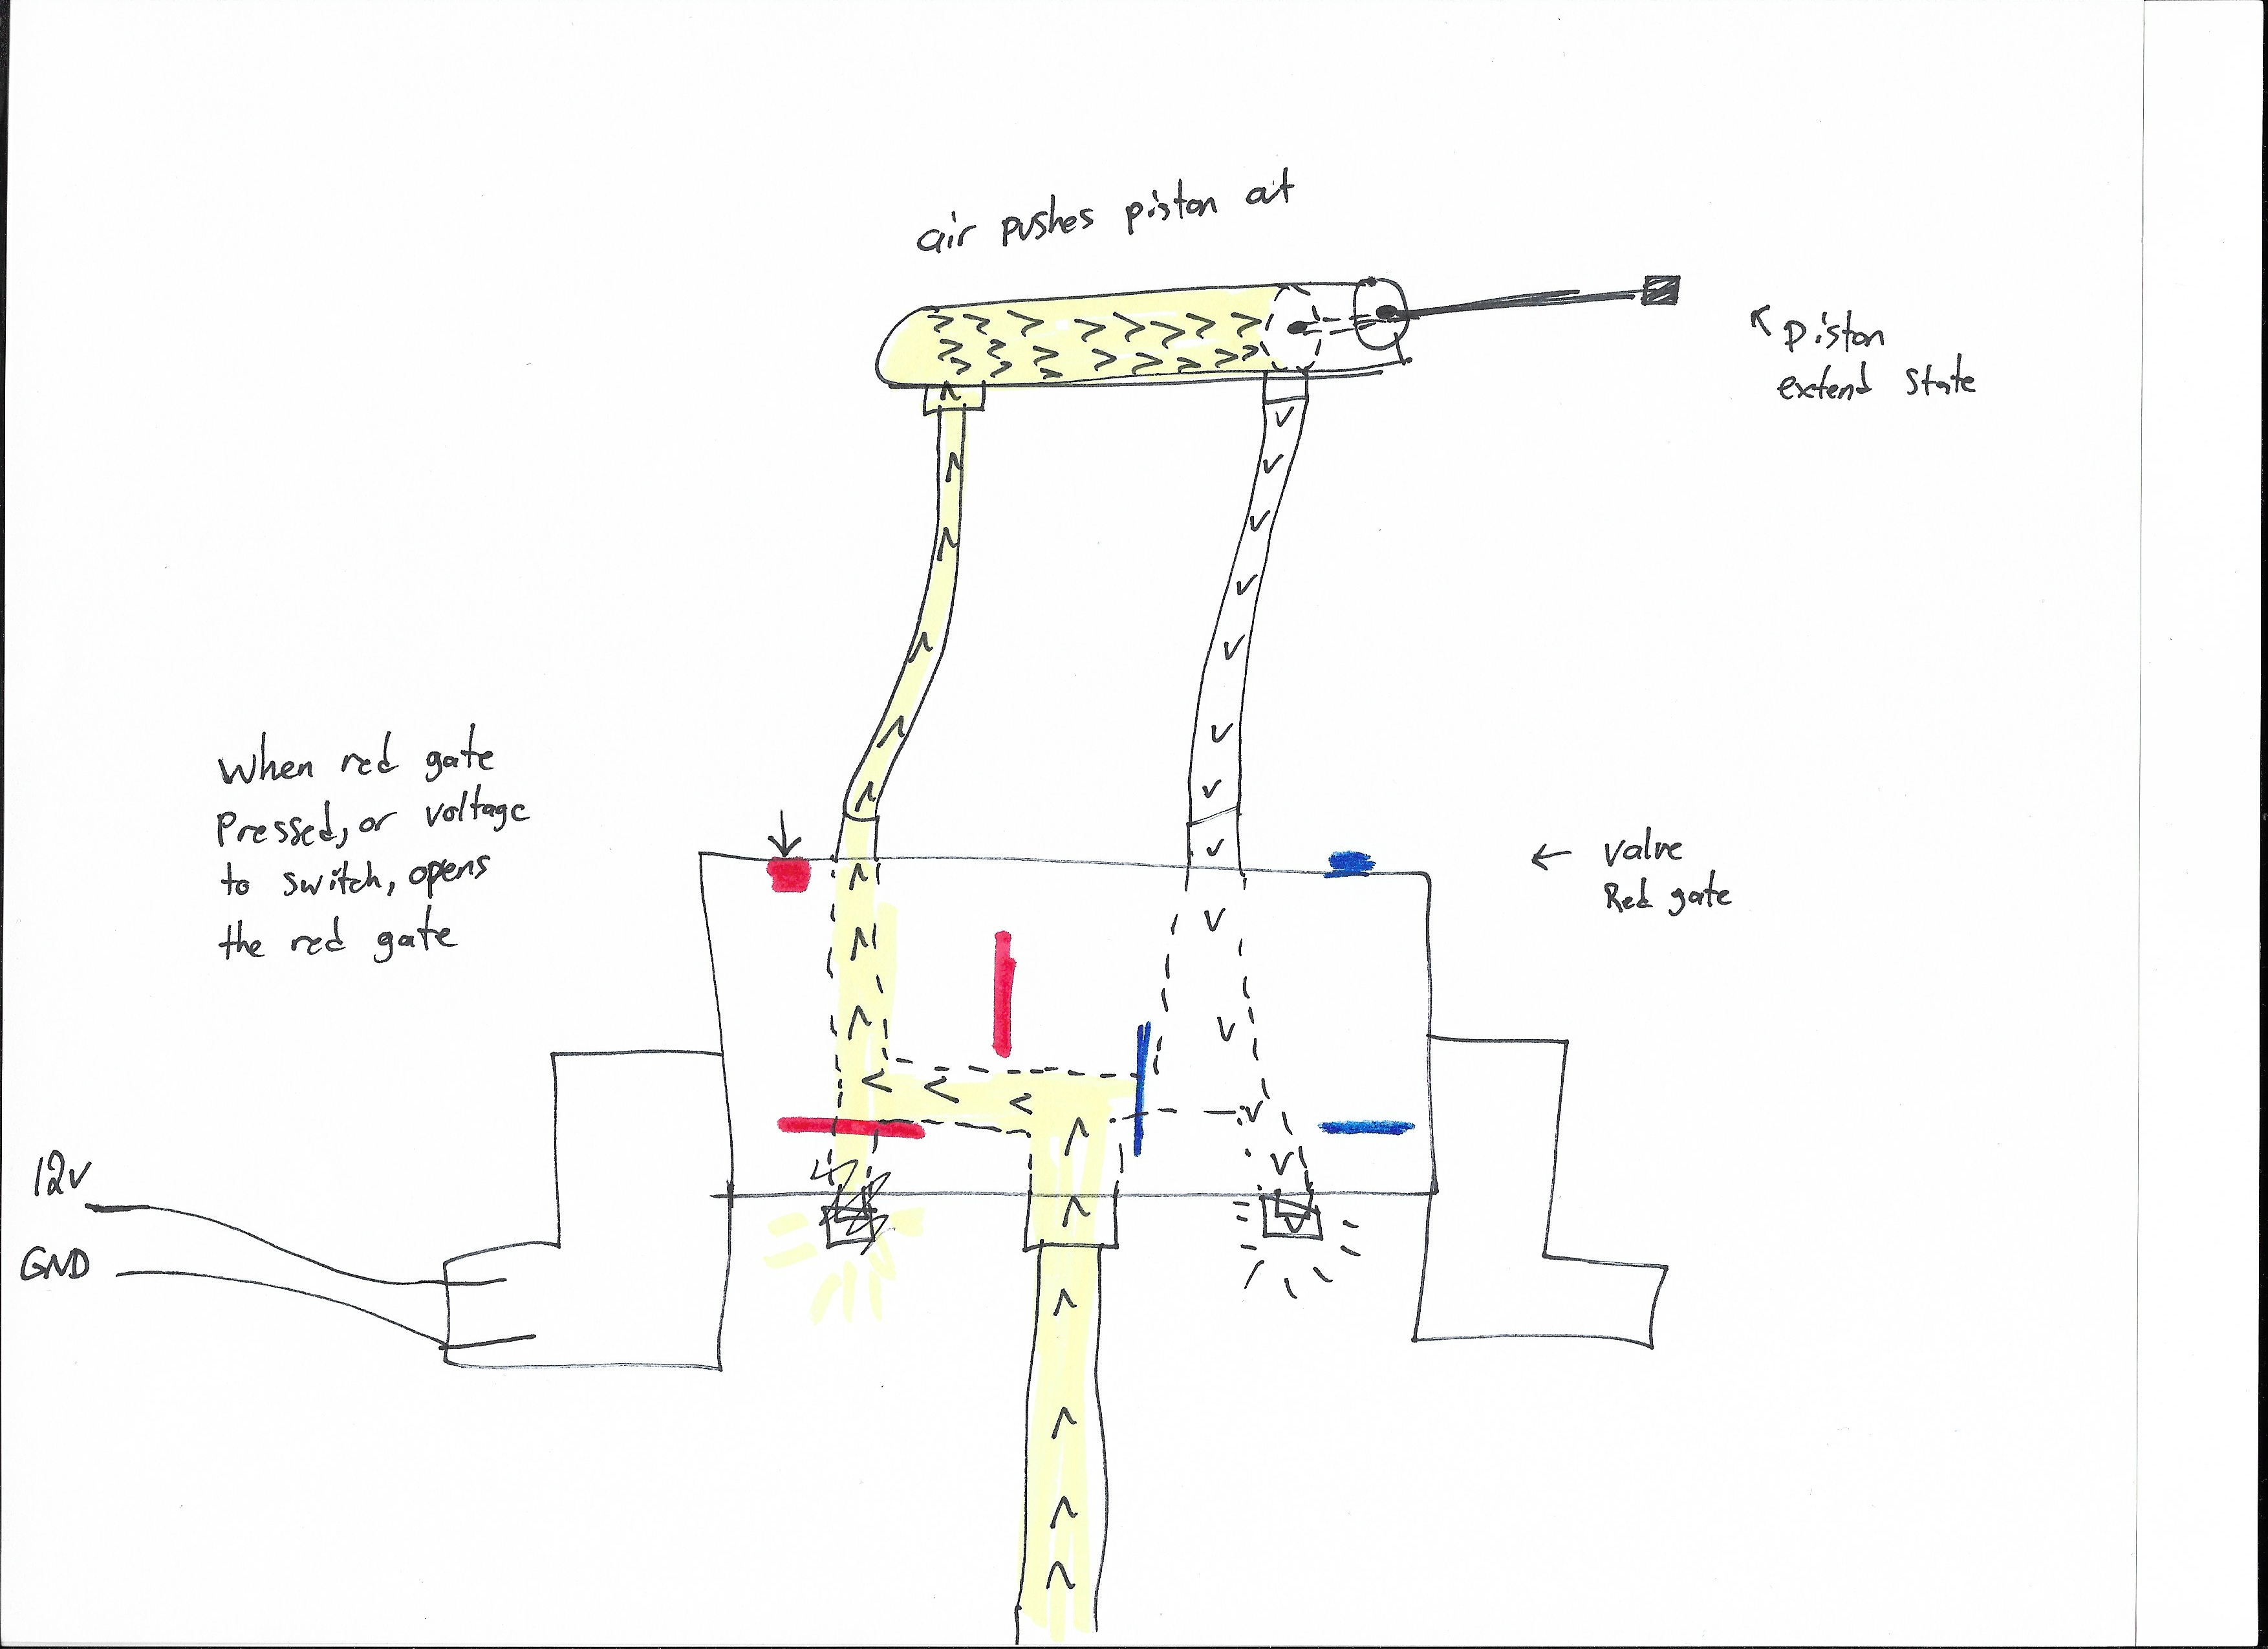 air pushes piston out
piston
extend state
When red gate
Pressed, or voltage
to switch, opens
the red gate
valve
Red gate
12v
GND